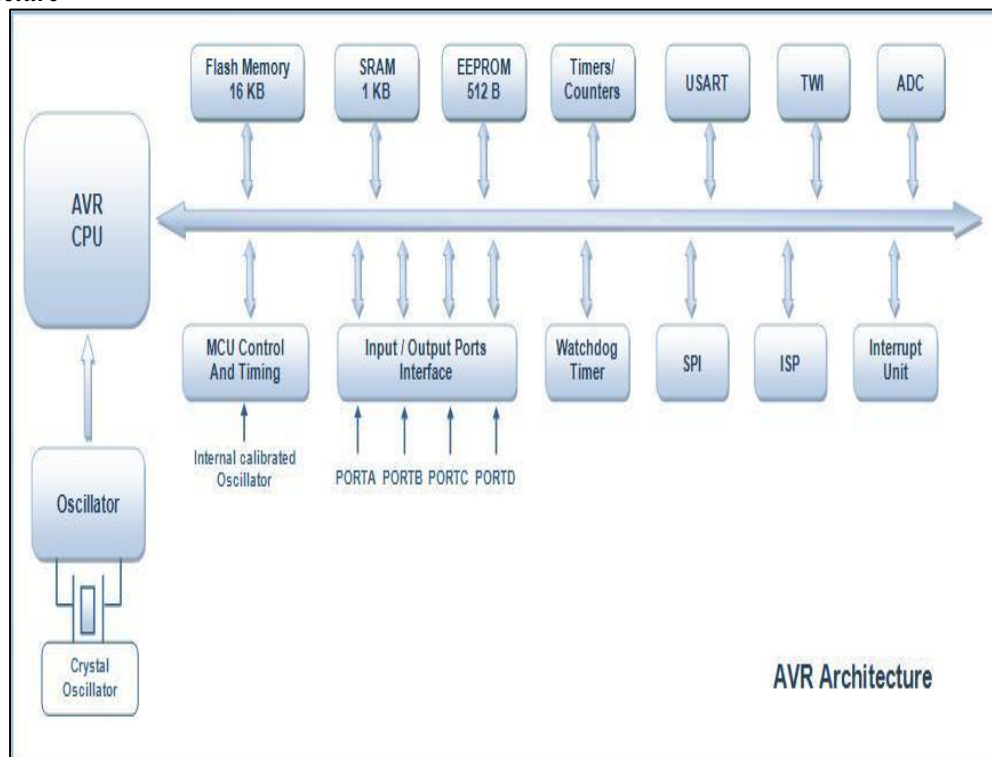 Flash Memory
16 KB
SRAM
1 KB
EEPROM
512 B
Timers/
Counters
USART
TWI
ADC
AVR
CPU
MCU Control
And Timing
Input / Output Ports
Interface
Watchdog
Timer
SPI
ISP
Interrupt
Unit
Internal calibrated
Oscillator
PORTA PORTB PORTC PORTD
Oscillator
Crystal
Oscillator
AVR Architecture